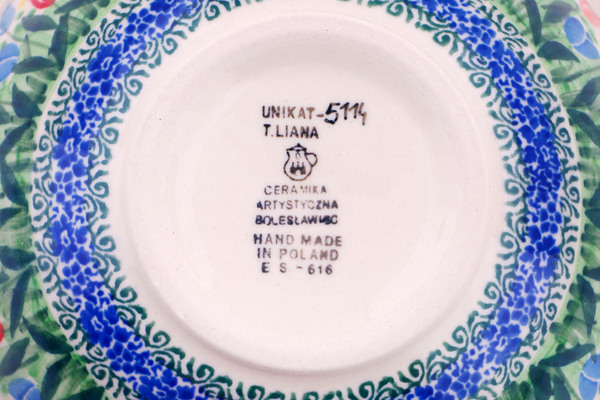 UNIKAT-5114
T.LIANA
CERAMIKA
ARTYSTYCZNA
BOLESŁAWIEC
HAND MADE
IN POLAND
E S - 616